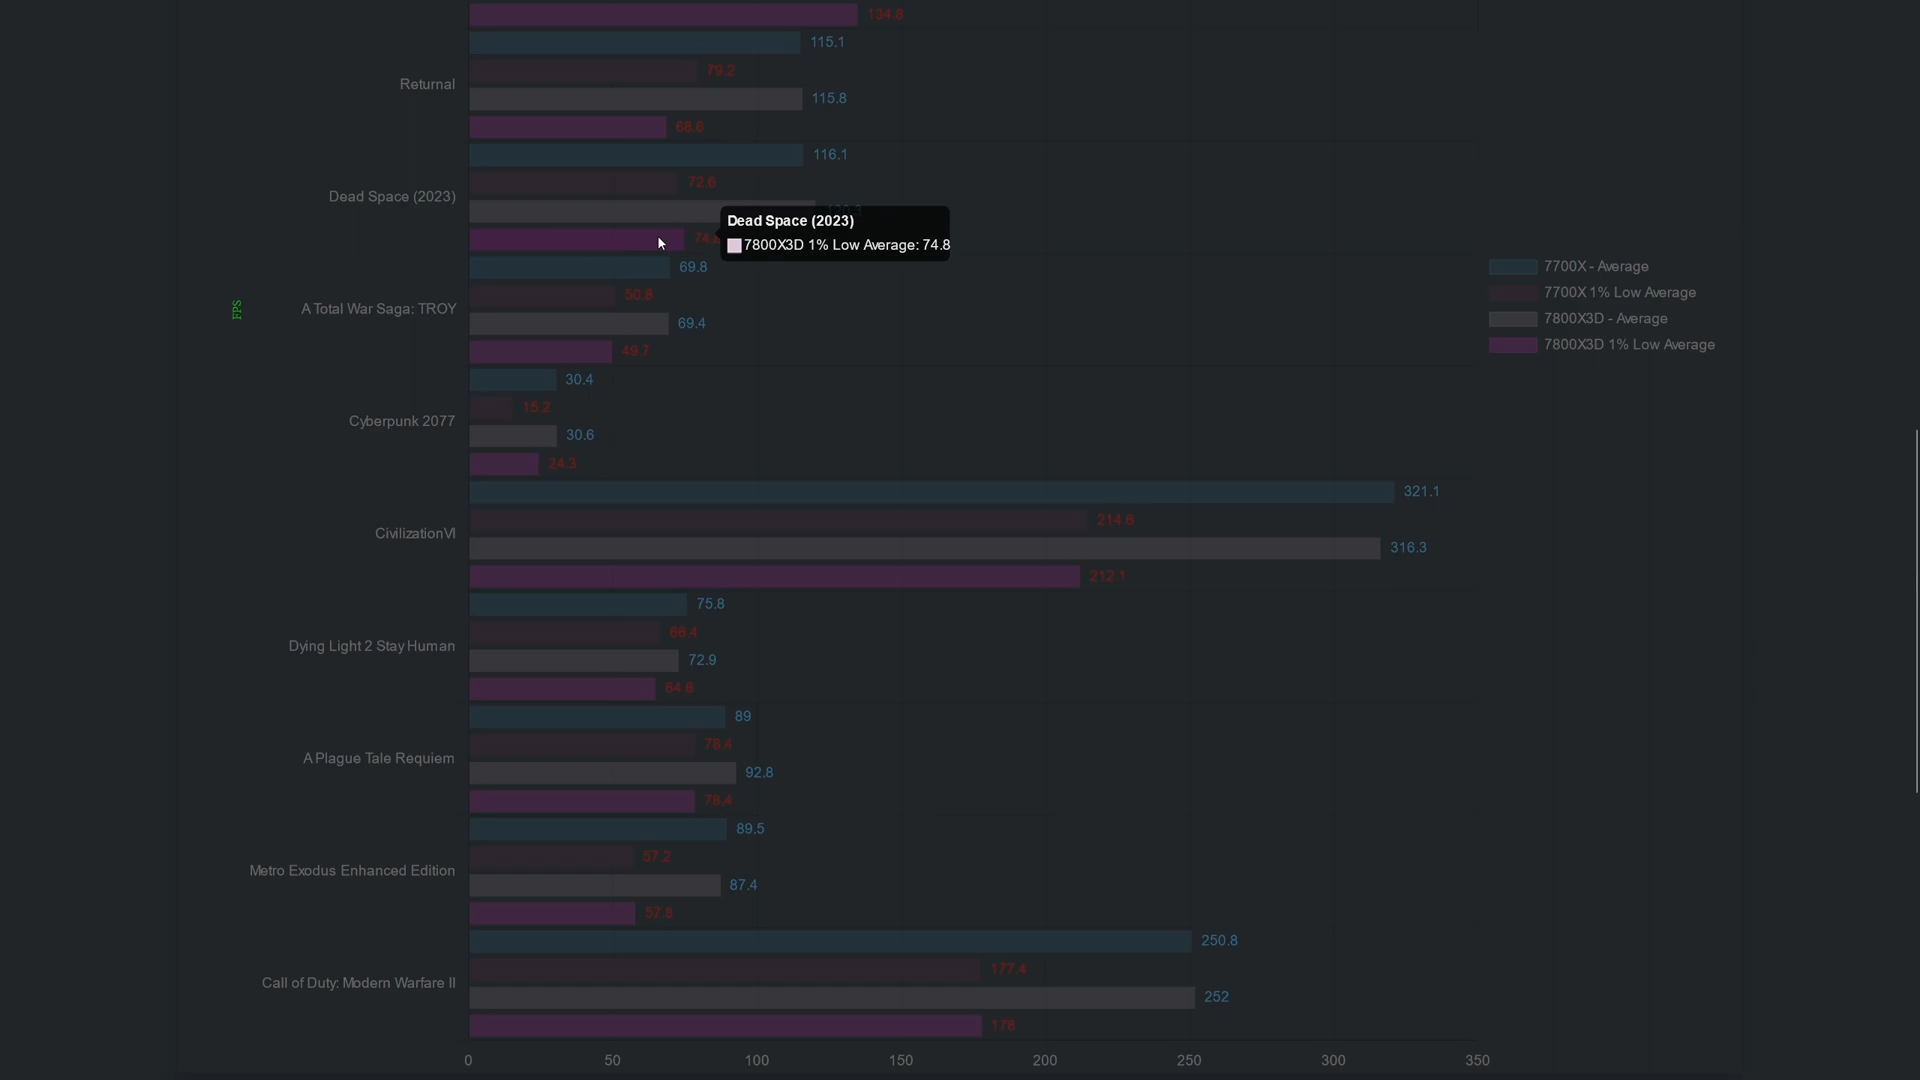 134.8
115.1
79.2
Returnal
115.8
68.6
116.1
72.6
Dead Space (2023)
Dead Space (2023)
7800X3D 1% Low Average: 74.8
69.8
7700X - Average
50.8
7700X 1% Low Average
A Total War Saga: TROY
FPS
69.4
7800X3D - Average
49.7
7800X3D 1% Low Average
30.4
15.2
Cyberpunk 2077
30.6
24.3
321.1
214.6
CivilizationVI
316.3
212.1
75.8
66.4
Dying Light 2 Stay Human
72.9
64.8
89
78.4
A Plague Tale Requiem
92.8
78.4
89.5
57.2
Metro Exodus Enhanced Edition
87.4
57.8
250.8
177.4
Call of Duty: Modern Warfare II
252
178
0 50 100 150 200 250 300 350